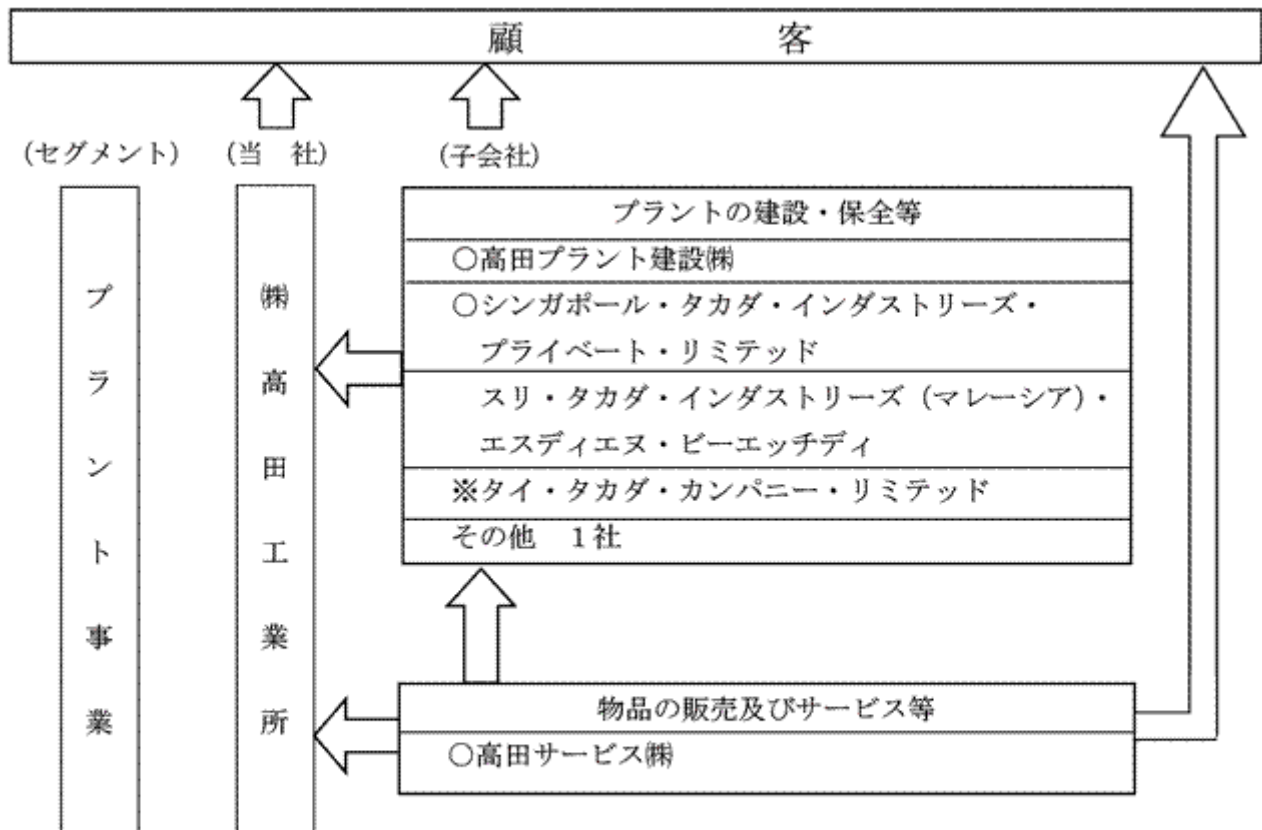 顧　　　客
(セグメント)
(当　社)
(子会社)
プラント事業
㈱高田工業所
プラントの建設・保全等
○高田プラント建設㈱
○シンガポール・タカダ・インダストリーズ・
プライベート・リミテッド
スリ・タカダ・インダストリーズ（マレーシア）・
エスディエヌ・ビーエッチディ
※タイ・タカダ・カンパニー・リミテッド
その他　１社
物品の販売及びサービス等
○高田サービス㈱